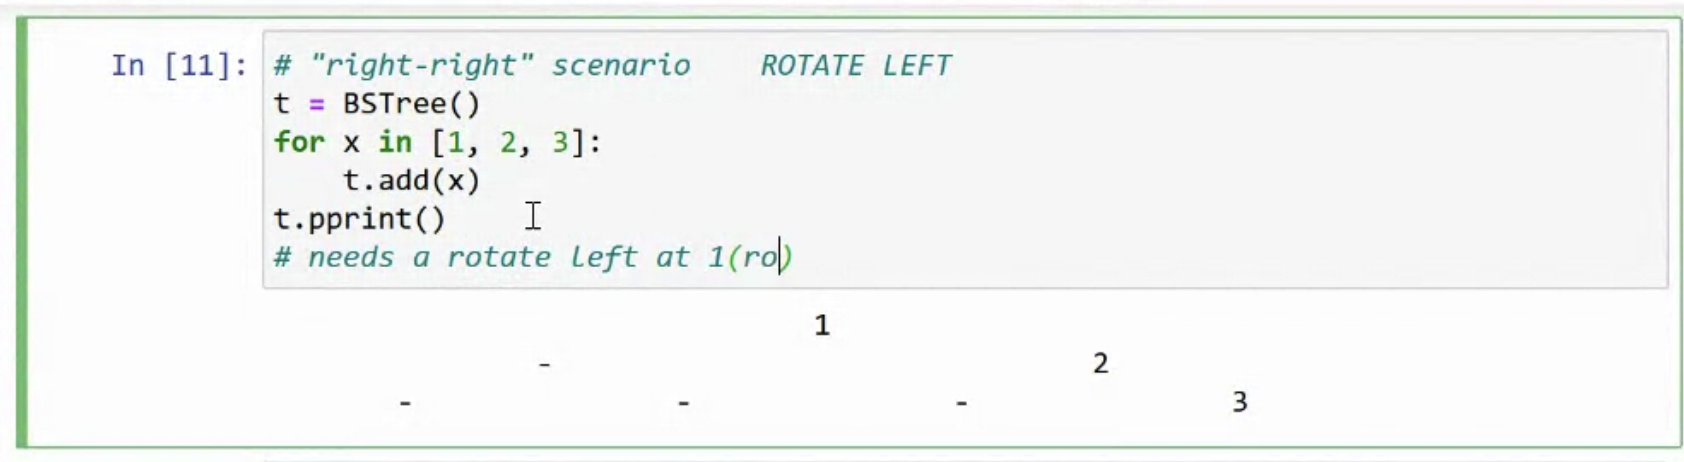 In [11]: # "right-right" scenario    ROTATE LEFT
t = BSTree()
for x in [1, 2, 3]:
    t.add(x)
t.pprint()
# needs a rotate left at 1(ro)
1
-                2
-        -        -        3